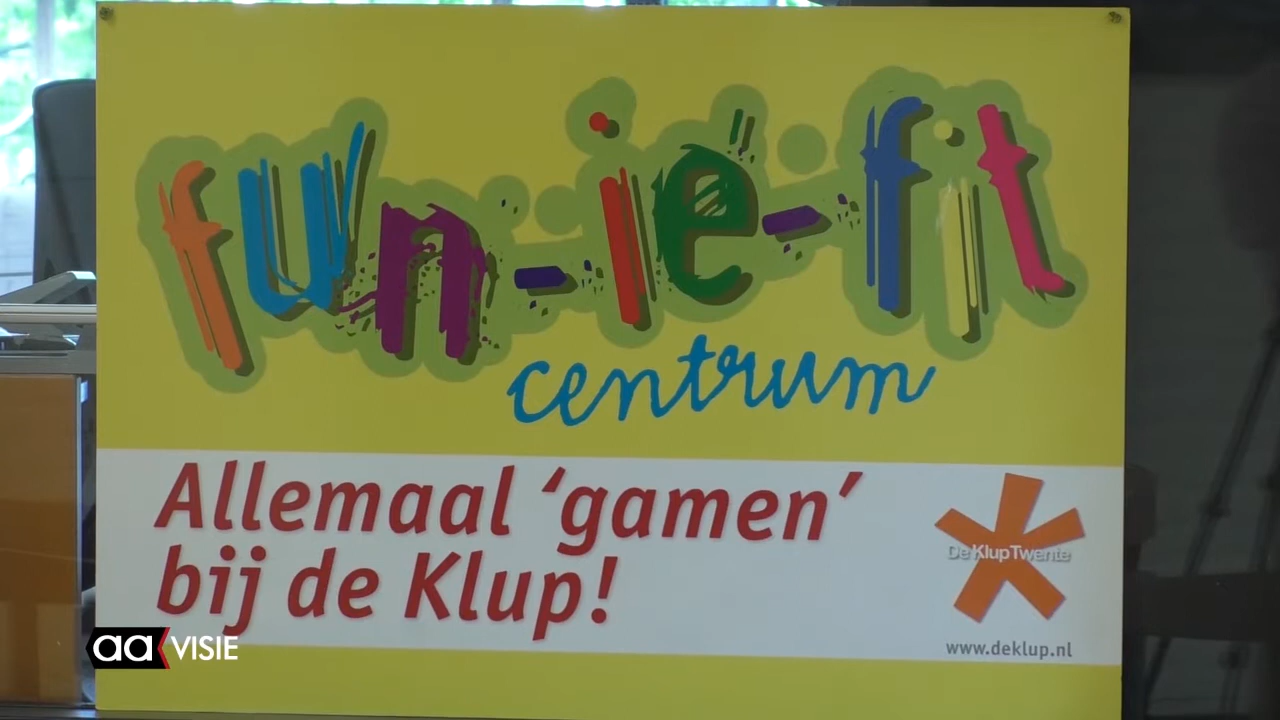 fun-ie-fit
centrum
Allemaal ‘gamen’
bij de Klup!
De Klup Twente
www.deklup.nl
aa VISIE